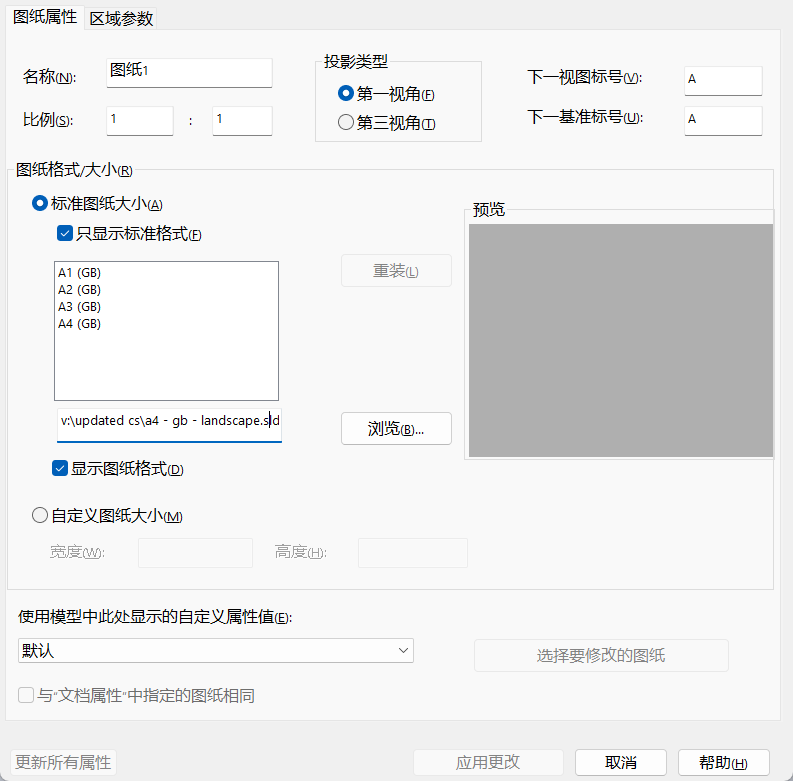 图纸属性 区域参数
名称(N): 图纸1
比例(S): 1 : 1
投影类型
第一视角(F)
第三视角(T)
下一视图标号(V): A
下一基准标号(U): A
图纸格式/大小(R)
标准图纸大小(A)
只显示标准格式(F)
A1 (GB)
A2 (GB)
A3 (GB)
A4 (GB)
v:\updated cs\a4 - gb - landscape.sld
重装(L)
浏览(B)...
预览
显示图纸格式(D)
自定义图纸大小(M)
宽度(W): 高度(H):
使用模型中此处显示的自定义属性值(E):
默认
选择要修改的图纸
与“文档属性”中指定的图纸相同
更新所有属性 应用更改 取消 帮助(H)